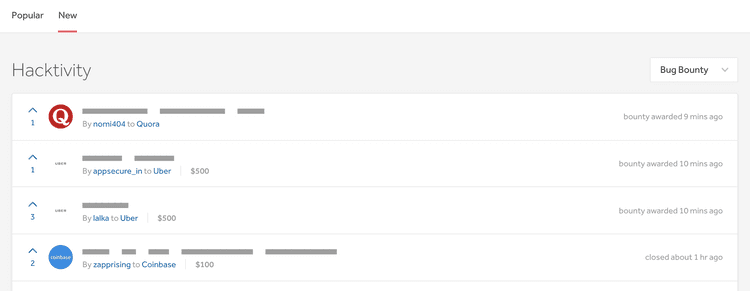 Popular New
Hacktivity
Bug Bounty
1
Q
By nomi404 to Quora
bounty awarded 9 mins ago
1
UBER
By appsecure_in to Uber $500
bounty awarded 10 mins ago
3
UBER
By lalka to Uber $500
bounty awarded 10 mins ago
2
coinbase
By zapprising to Coinbase $100
closed about 1 hr ago